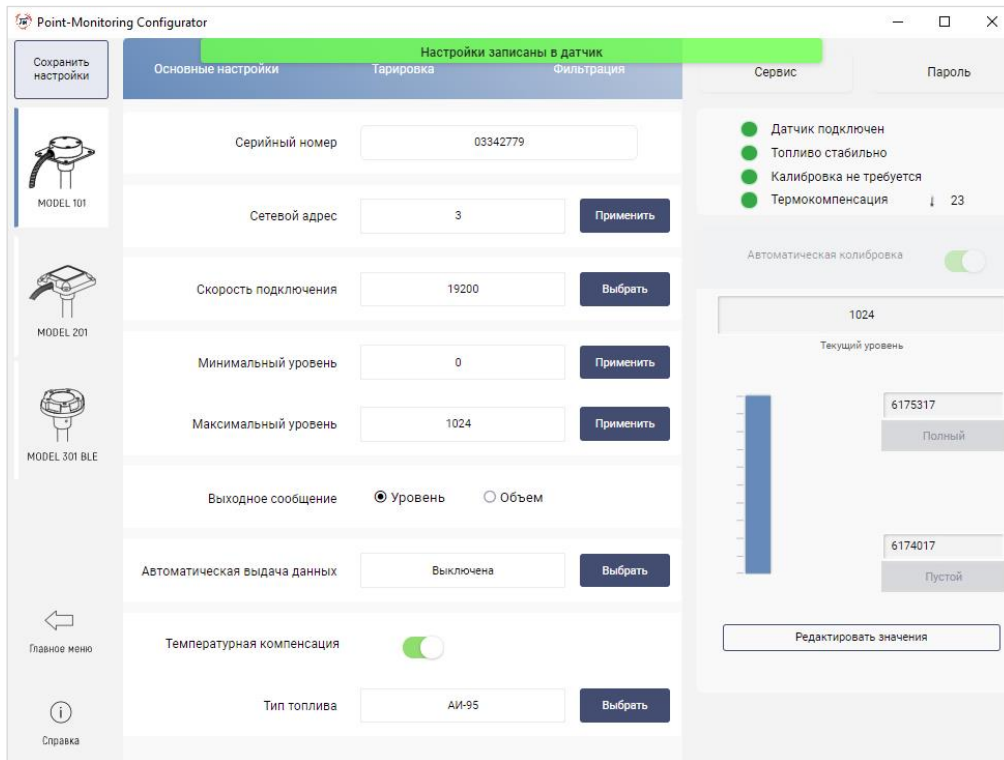 Point-Monitoring Configurator
Настройки записаны в датчик
Сохранить
настройки
Основные настройки
Тарировка
Фильтрация
Сервис
Пароль
MODEL 101
MODEL 201
MODEL 301 BLE
Главное меню
Справка
Серийный номер
03342779
Сетевой адрес
3
Применить
Скорость подключения
19200
Выбрать
Минимальный уровень
0
Применить
Максимальный уровень
1024
Применить
Выходное сообщение
Уровень
Объем
Автоматическая выдача данных
Выключена
Выбрать
Температурная компенсация
Тип топлива
АИ-95
Выбрать
Датчик подключен
Топливо стабильно
Калибровка не требуется
Термокомпенсация
23
Автоматическая колибровка
1024
Текущий уровень
6175317
Полный
6174017
Пустой
Редактировать значения